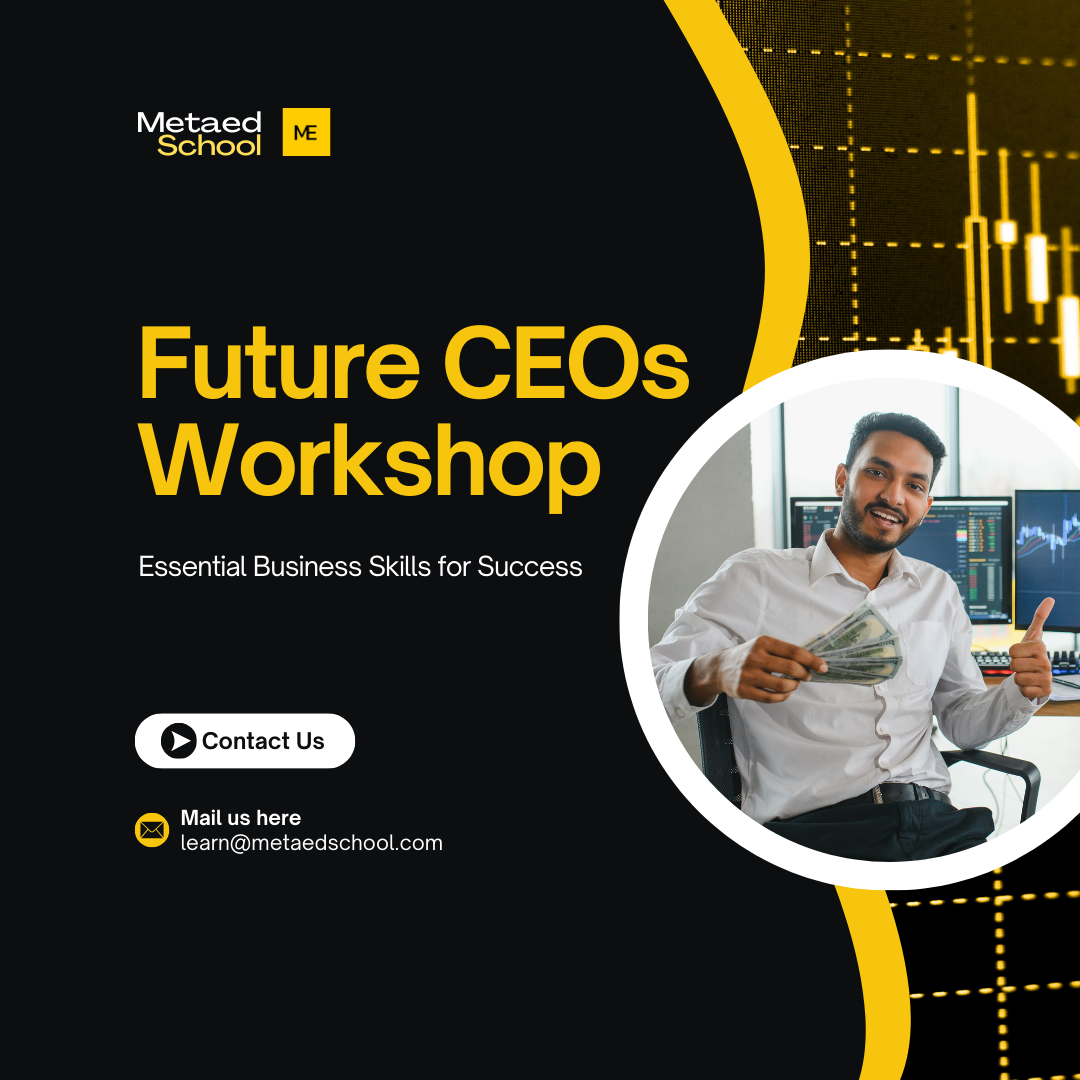 Metaed
School
ME
Future CEOs
Workshop
Essential Business Skills for Success
Contact Us
Mail us here
learn@metaedschool.com